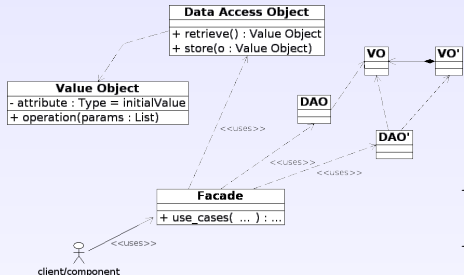 Data Access Object
+ retrieve() : Value Object
+ store(o : Value Object)
VO
VO'
Value Object
- attribute : Type = initialValue
+ operation(params : List)
DAO
<<uses>>
DAO'
<<uses>>
<<uses>>
Facade
+ use_cases( ... ) : ...
<<uses>>
client/component